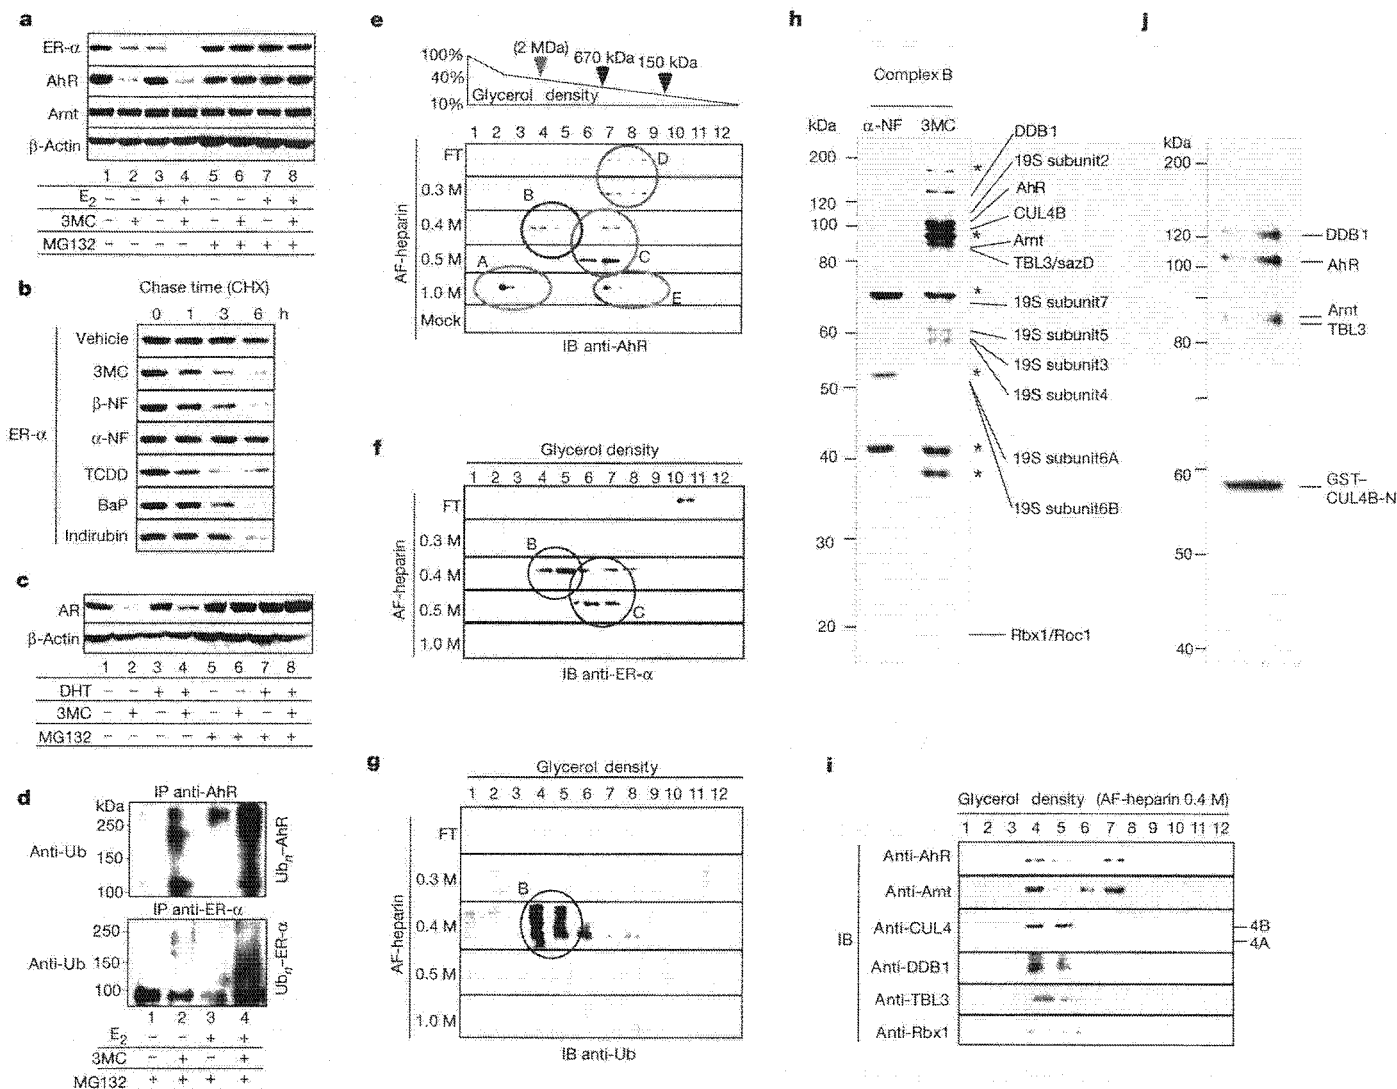 a
ER-α
AhR
Arnt
β-Actin
1 2 3 4 5 6 7 8
E2 − − + + − − + +
3MC − + − + − + − +
MG132 − − − − + + + +
b
Chase time (CHX)
0 1 3 6 h
ER-α
Vehicle
3MC
β-NF
α-NF
TCDD
BaP
Indirubin
c
AR
β-Actin
1 2 3 4 5 6 7 8
DHT − − + + − − + +
3MC − + − + − + − +
MG132 − − − − + + + +
d
IP anti-AhR
kDa
250
150
100
Anti-Ub
Ubn–AhR
IP anti-ER-α
250
150
100
Anti-Ub
Ubn–ER-α
1 2 3 4
E2 − − + +
3MC − + − +
MG132 + + + +
e
(2 MDa)
670 kDa
150 kDa
100%
40%
10%
Glycerol density
1 2 3 4 5 6 7 8 9 10 11 12
AF-heparin
FT
0.3 M
0.4 M
0.5 M
1.0 M
Mock
A
B
C
D
E
IB anti-AhR
f
Glycerol density
1 2 3 4 5 6 7 8 9 10 11 12
AF-heparin
FT
0.3 M
0.4 M
0.5 M
1.0 M
B
C
IB anti-ER-α
g
Glycerol density
1 2 3 4 5 6 7 8 9 10 11 12
AF-heparin
FT
0.3 M
0.4 M
0.5 M
1.0 M
B
IB anti-Ub
h
Complex B
kDa α-NF 3MC
200
120
100
80
60
50
40
30
20
*
*
*
*
*
*
DDB1
19S subunit2
AhR
CUL4B
Arnt
TBL3/sazD
19S subunit7
19S subunit5
19S subunit3
19S subunit4
19S subunit6A
19S subunit6B
Rbx1/Roc1
j
kDa
200
120
100
80
60
50
40
DDB1
AhR
Arnt
TBL3
GST–
CUL4B-N
i
Glycerol density (AF-heparin 0.4 M)
1 2 3 4 5 6 7 8 9 10 11 12
IB
Anti-AhR
Anti-Arnt
Anti-CUL4
4B
4A
Anti-DDB1
Anti-TBL3
Anti-Rbx1